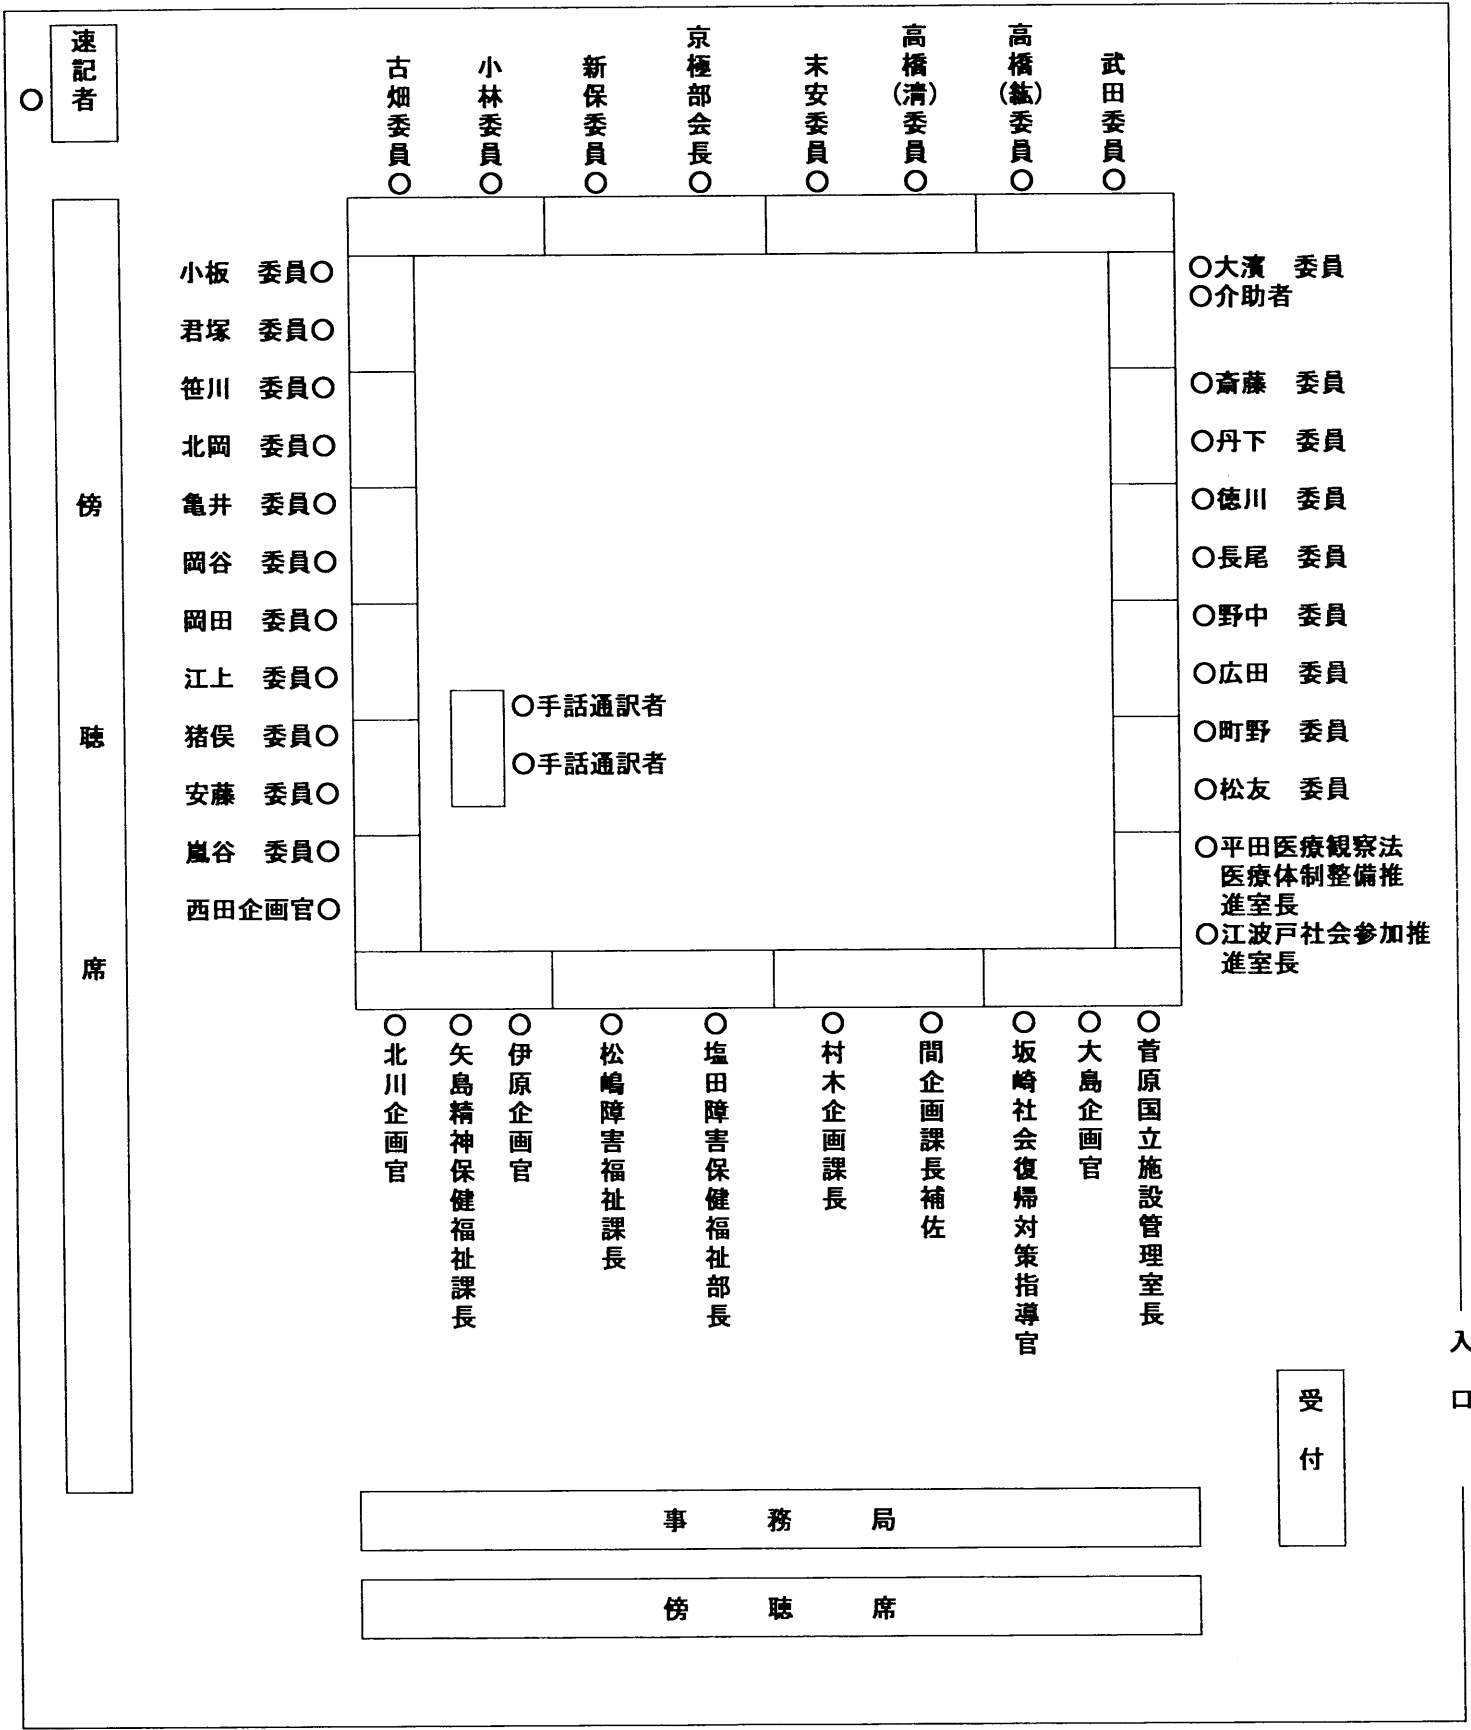 速記者
○
古畑委員○
小林委員○
新保委員○
京極部会長○
末安委員○
高橋(清)委員○
高橋(紘)委員○
武田委員○
小板　委員○
君塚　委員○
笹川　委員○
北岡　委員○
亀井　委員○
岡谷　委員○
岡田　委員○
江上　委員○
猪俣　委員○
安藤　委員○
嵐谷　委員○
西田企画官○
○手話通訳者
○手話通訳者
○大濱　委員
○介助者
○斎藤　委員
○丹下　委員
○徳川　委員
○長尾　委員
○野中　委員
○広田　委員
○町野　委員
○松友　委員
○平田医療観察法
医療体制整備推
進室長
○江波戸社会参加推
進室長
○北川企画官
○矢島精神保健福祉課長
○伊原企画官
○松嶋障害福祉課長
○塩田障害保健福祉部長
○村木企画課長
○間企画課長補佐
○坂崎社会復帰対策指導官
○大島企画官
○菅原国立施設管理室長
傍聴席
入口
受付
事務局
傍聴席